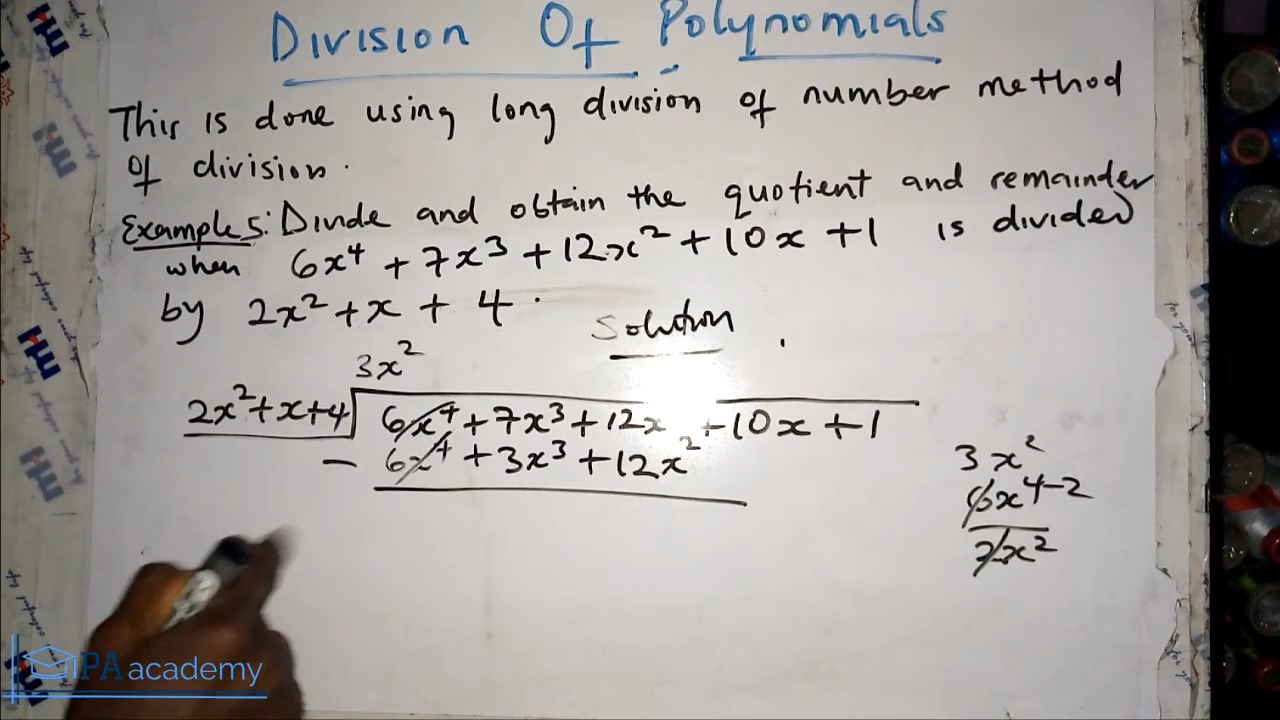 Division Of Polynomials
This is done using long division of number method
of division.
Example 5: Divide and obtain the quotient and remainder
when 6x⁴ + 7x³ + 12x² + 10x + 1 is divided
by 2x² + x + 4.
Solution
3x²
2x²+x+4 6x⁴ + 7x³ + 12x + 10x + 1
- 6x⁴ + 3x³ + 12x²
3x²
6x⁴⁻²
2x²
PA academy